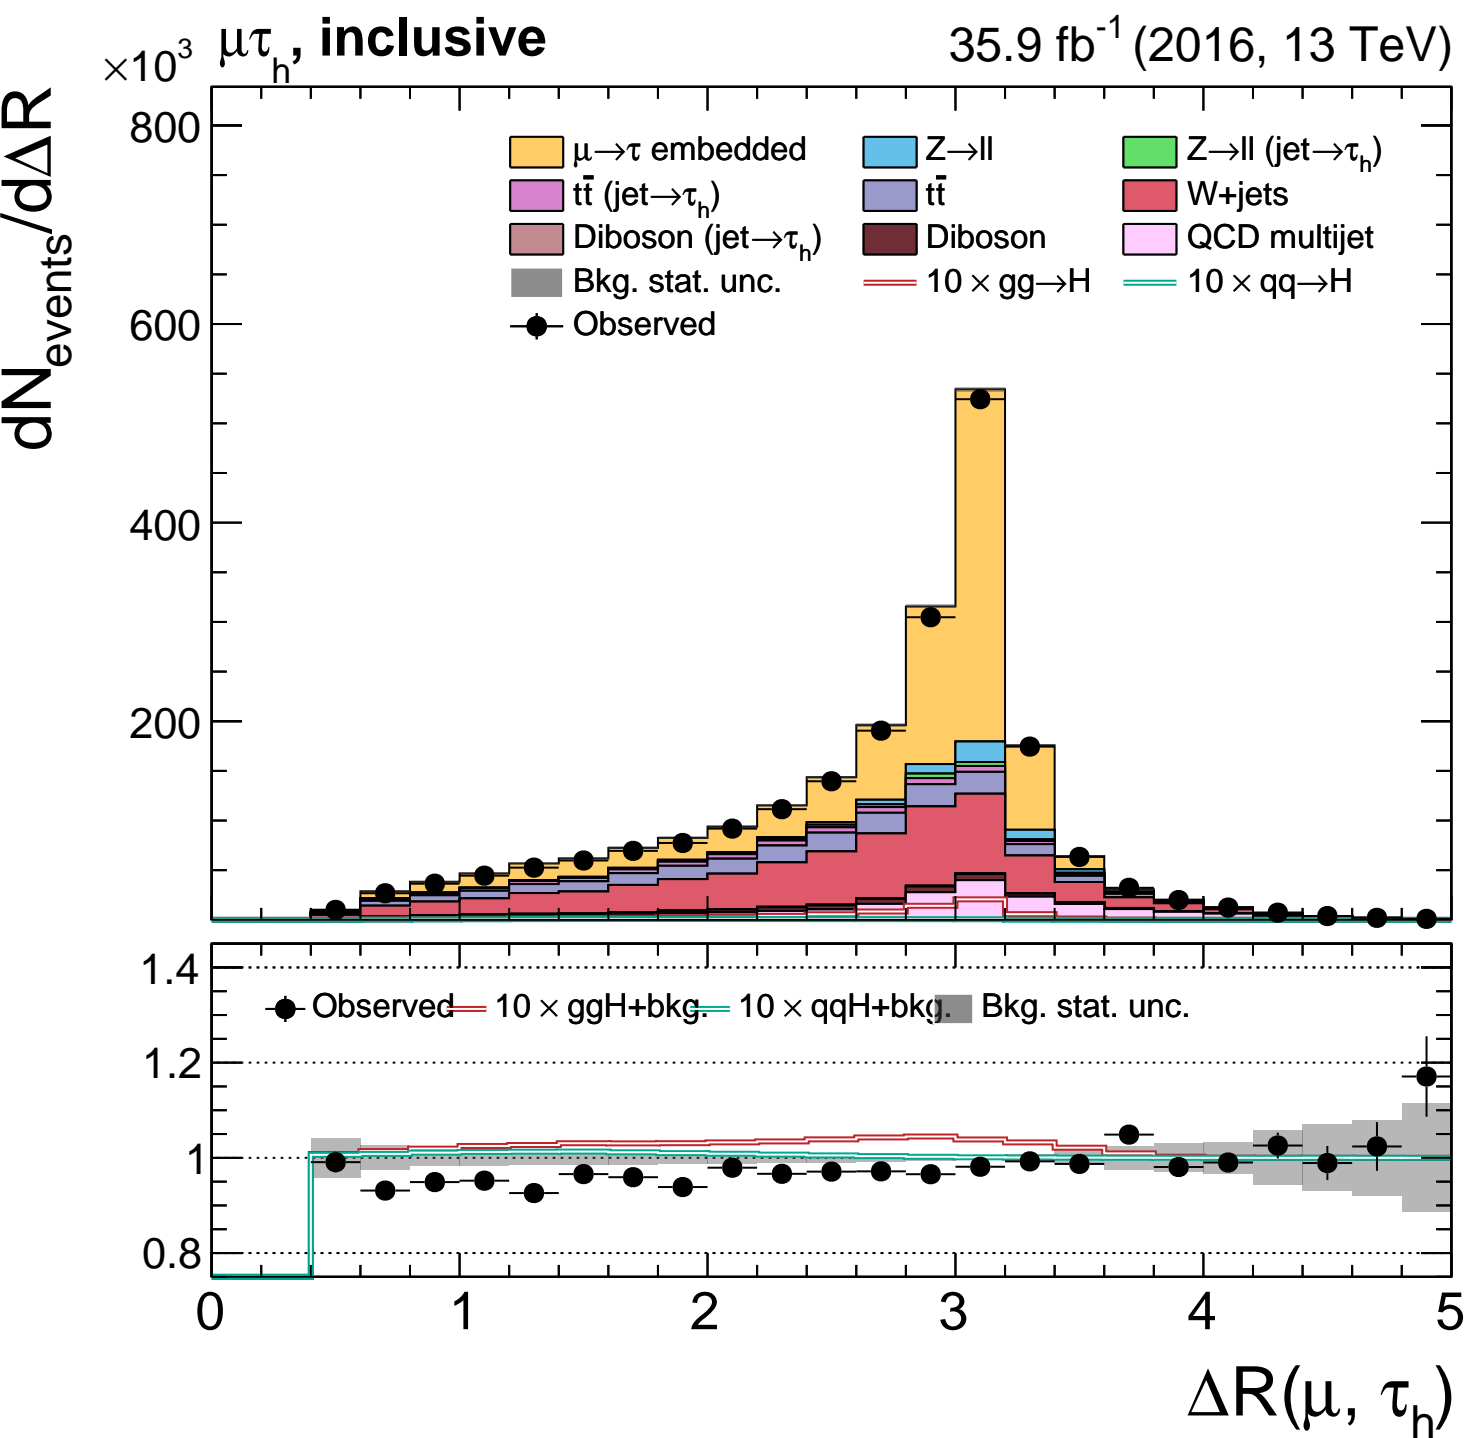 ×10³ μτₕ, inclusive 35.9 fb⁻¹ (2016, 13 TeV)
dN_events/dΔR
800
600
400
200
μ→τ embedded Z→ll Z→ll (jet→τₕ)
tt̄ (jet→τₕ) tt̄ W+jets
Diboson (jet→τₕ) Diboson QCD multijet
Bkg. stat. unc. 10 × gg→H 10 × qq→H
Observed
1.4
1.2
1
0.8
Observed 10 × ggH+bkg. 10 × qqH+bkg. Bkg. stat. unc.
0 1 2 3 4 5
ΔR(μ, τₕ)